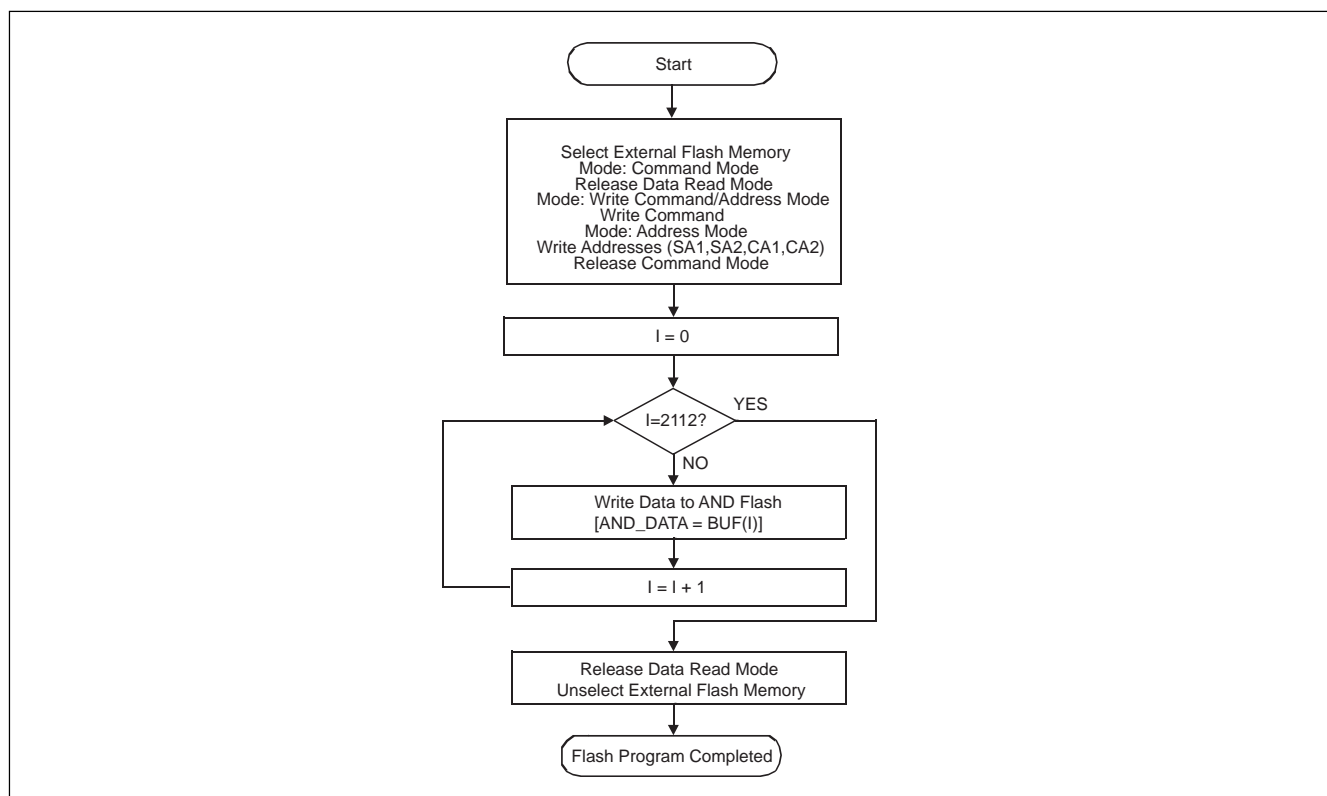 Start
Select External Flash Memory
Mode: Command Mode
Release Data Read Mode
Mode: Write Command/Address Mode
Write Command
Mode: Address Mode
Write Addresses (SA1,SA2,CA1,CA2)
Release Command Mode
I = 0
I=2112?
YES
NO
Write Data to AND Flash
[AND_DATA = BUF(I)]
I = I + 1
Release Data Read Mode
Unselect External Flash Memory
Flash Program Completed